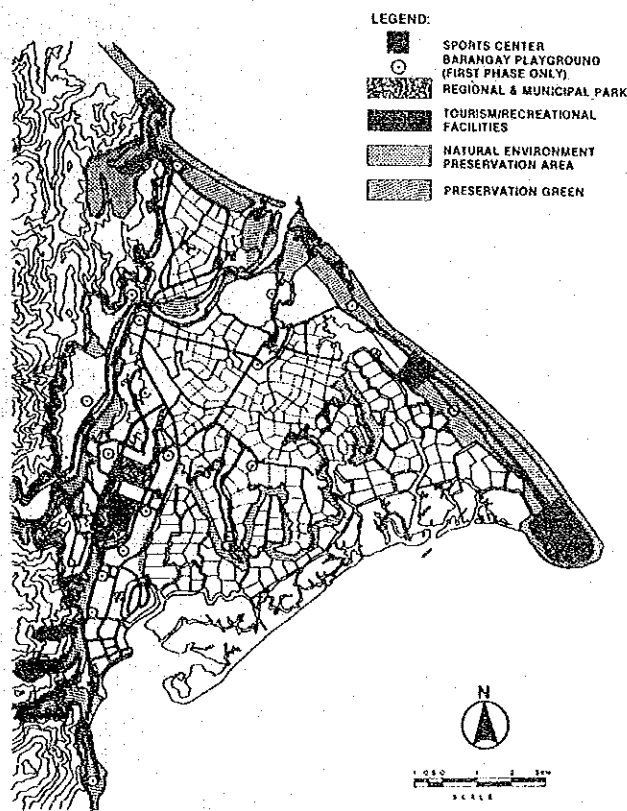 LEGEND:
SPORTS CENTER
BARANGAY PLAYGROUND
(FIRST PHASE ONLY)
REGIONAL & MUNICIPAL PARK
TOURISM/RECREATIONAL
FACILITIES
NATURAL ENVIRONMENT
PRESERVATION AREA
PRESERVATION GREEN
N
SCALE